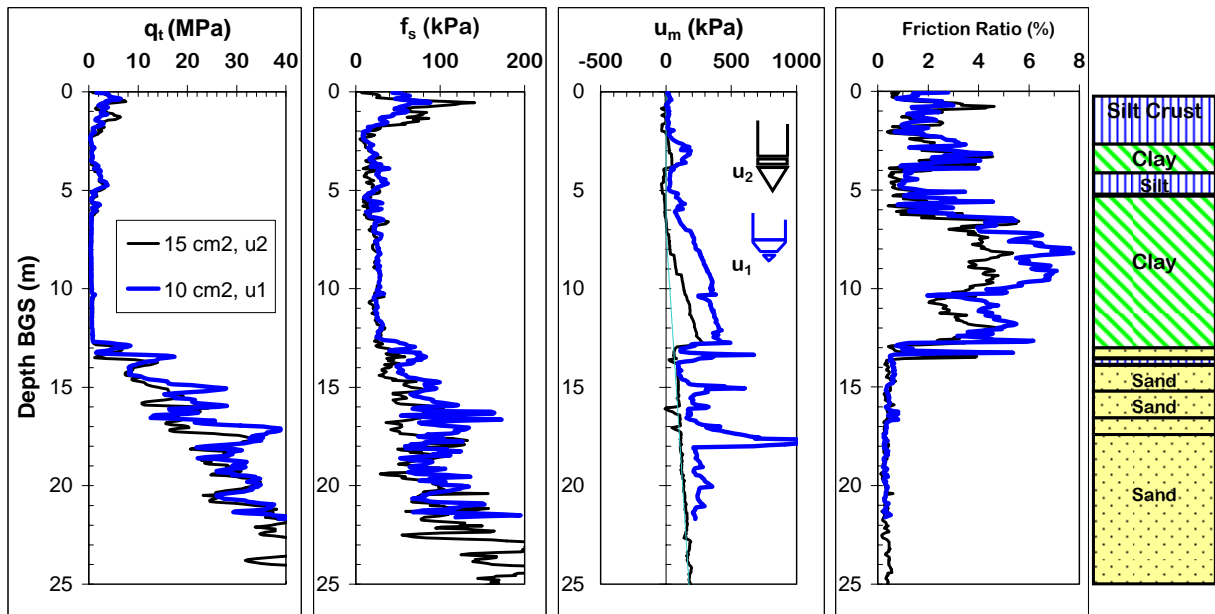 qt (MPa)
0 10 20 30 40
fs (kPa)
0 50 100 150 200
um (kPa)
-500 0 500 1000
Friction Ratio (%)
0 2 4 6 8
Depth BGS (m)
0
5
10
15
20
25
15 cm2, u2
10 cm2, u1
0
5
10
15
20
25
0
5
10
15
20
25
u2
u1
0
5
10
15
20
25
Silt Crust
Clay
Silt
Clay
Sand
Sand
Sand